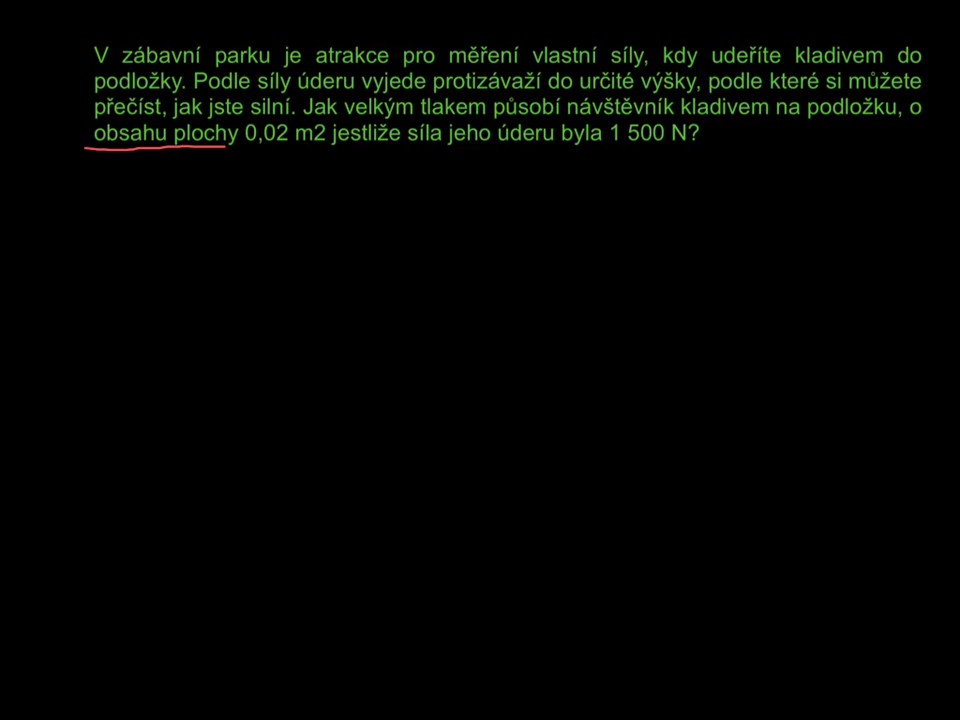 V zábavní parku je atrakce pro měření vlastní síly, kdy udeříte kladivem do
podložky. Podle síly úderu vyjede protizávaží do určité výšky, podle které si můžete
přečíst, jak jste silní. Jak velkým tlakem působí návštěvník kladivem na podložku, o
obsahu plochy 0,02 m2 jestliže síla jeho úderu byla 1 500 N?